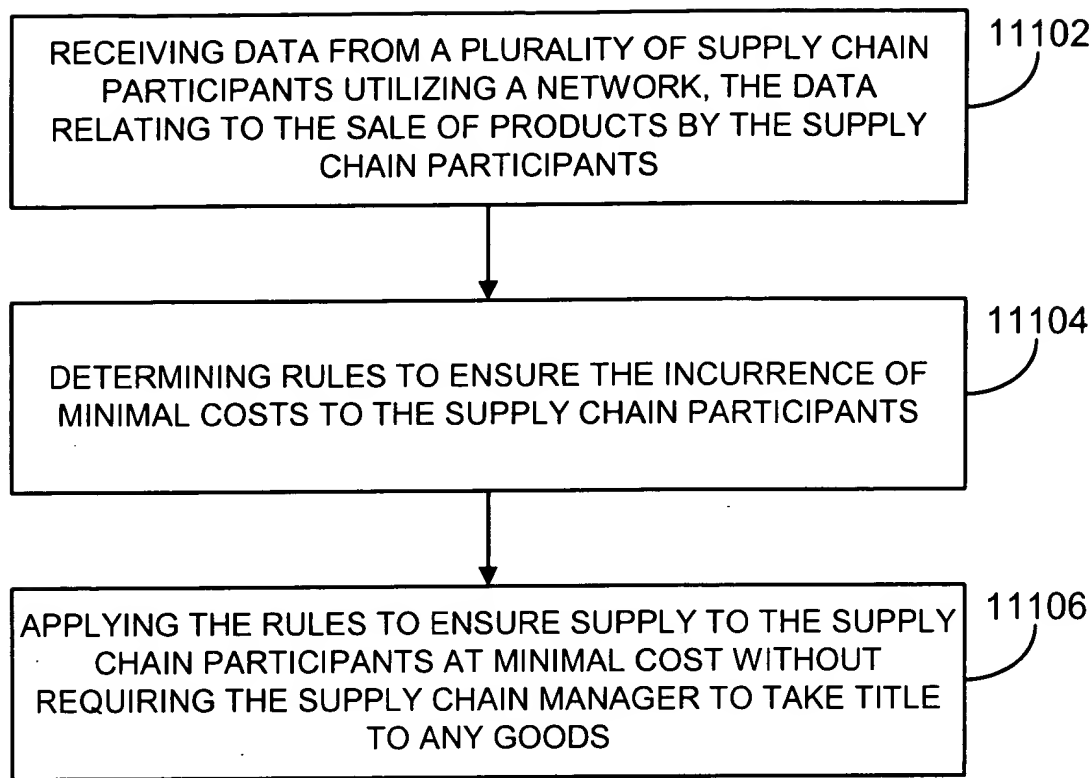 RECEIVING DATA FROM A PLURALITY OF SUPPLY CHAIN
PARTICIPANTS UTILIZING A NETWORK, THE DATA
RELATING TO THE SALE OF PRODUCTS BY THE SUPPLY
CHAIN PARTICIPANTS
11102
DETERMINING RULES TO ENSURE THE INCURRENCE OF
MINIMAL COSTS TO THE SUPPLY CHAIN PARTICIPANTS
11104
APPLYING THE RULES TO ENSURE SUPPLY TO THE SUPPLY
CHAIN PARTICIPANTS AT MINIMAL COST WITHOUT
REQUIRING THE SUPPLY CHAIN MANAGER TO TAKE TITLE
TO ANY GOODS
11106